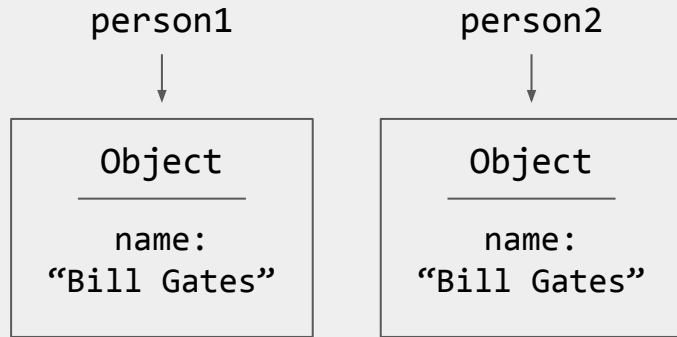 person1
person2
Object
name:
“Bill Gates”
Object
name:
“Bill Gates”